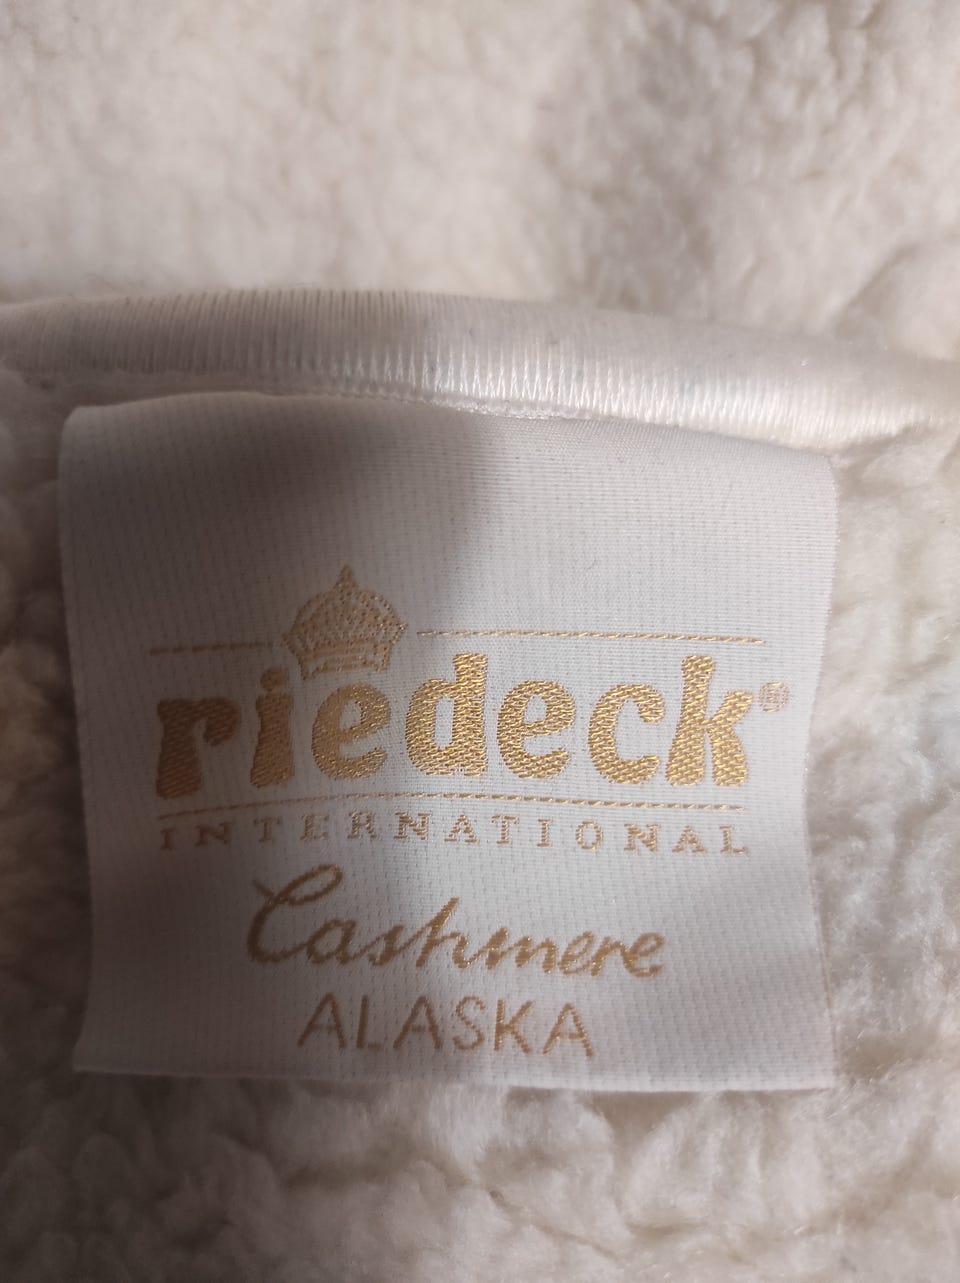 riedeck®
INTERNATIONAL
Cashmere
ALASKA